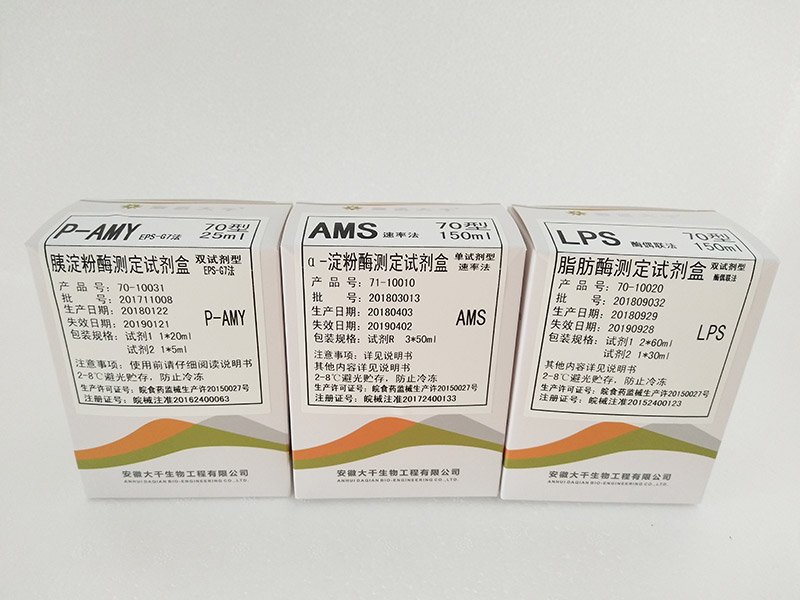 P-AMY EPS-G7法 70型 25ml
胰淀粉酶测定试剂盒 双试剂型 EPS-G7法
产 品 号：70-10031
批 号：201711008
生产日期：20180122
失效日期：20190121
P-AMY
包装规格：试剂1 1*20ml
试剂2 1*5ml
注意事项：使用前请仔细阅读说明书
2-8℃避光贮存，防止冷冻
生产许可证号：皖食药监械生产许20150027号
注册证号：皖械注准20162400063
安徽大千生物工程有限公司
ANHUI DAQIAN BIO-ENGINEERING CO.,LTD.
AMS 速率法 70型 150ml
α-淀粉酶测定试剂盒 单试剂型 速率法
产 品 号：71-10010
批 号：201803013
生产日期：20180403
失效日期：20190402
AMS
包装规格：试剂R 3*50ml
注意事项：详见说明书
其他内容详见说明书
2-8℃避光贮存，防止冷冻
生产许可证号：皖食药监械生产许20150027号
注册证号：皖械注准20172400133
安徽大千生物工程有限公司
ANHUI DAQIAN BIO-ENGINEERING CO.,LTD.
LPS 酶偶联法 70型 150ml
脂肪酶测定试剂盒 双试剂型 酶偶联法
产 品 号：70-10020
批 号：201809032
生产日期：20180929
失效日期：20190928
LPS
包装规格：试剂1 2*60ml
试剂2 1*30ml
其他内容详见说明书
2-8℃避光贮存，防止冷冻
生产许可证号：皖食药监械生产许20150027号
注册证号：皖械注准20152400123
安徽大千生物工程有限公司
ANHUI DAQIAN BIO-ENGINEERING CO.,LTD.